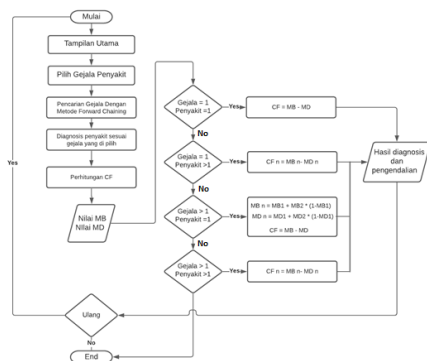 Mulai
Tampilan Utama
Pilih Gejala Penyakit
Pencarian Gejala Dengan
Metode Forward Chaining
Diagnosis penyakit sesuai
gejala yang di pilih
Perhitungan CF
Nilai MB
NIlai MD
Gejala = 1
Penyakit =1
Yes
CF = MB - MD
No
Gejala = 1
Penyakit >1
Yes
CF n = MB n- MD n
No
Gejala > 1
Penyakit =1
Yes
MB n = MB1 + MB2 * (1-MB1)
MD n = MD1 + MD2 * (1-MD1)
CF = MB - MD
No
Gejala > 1
Penyakit >1
Yes
CF n = MB n- MD n
Hasil diagnosis
dan
pengendalian
Yes
Ulang
No
End